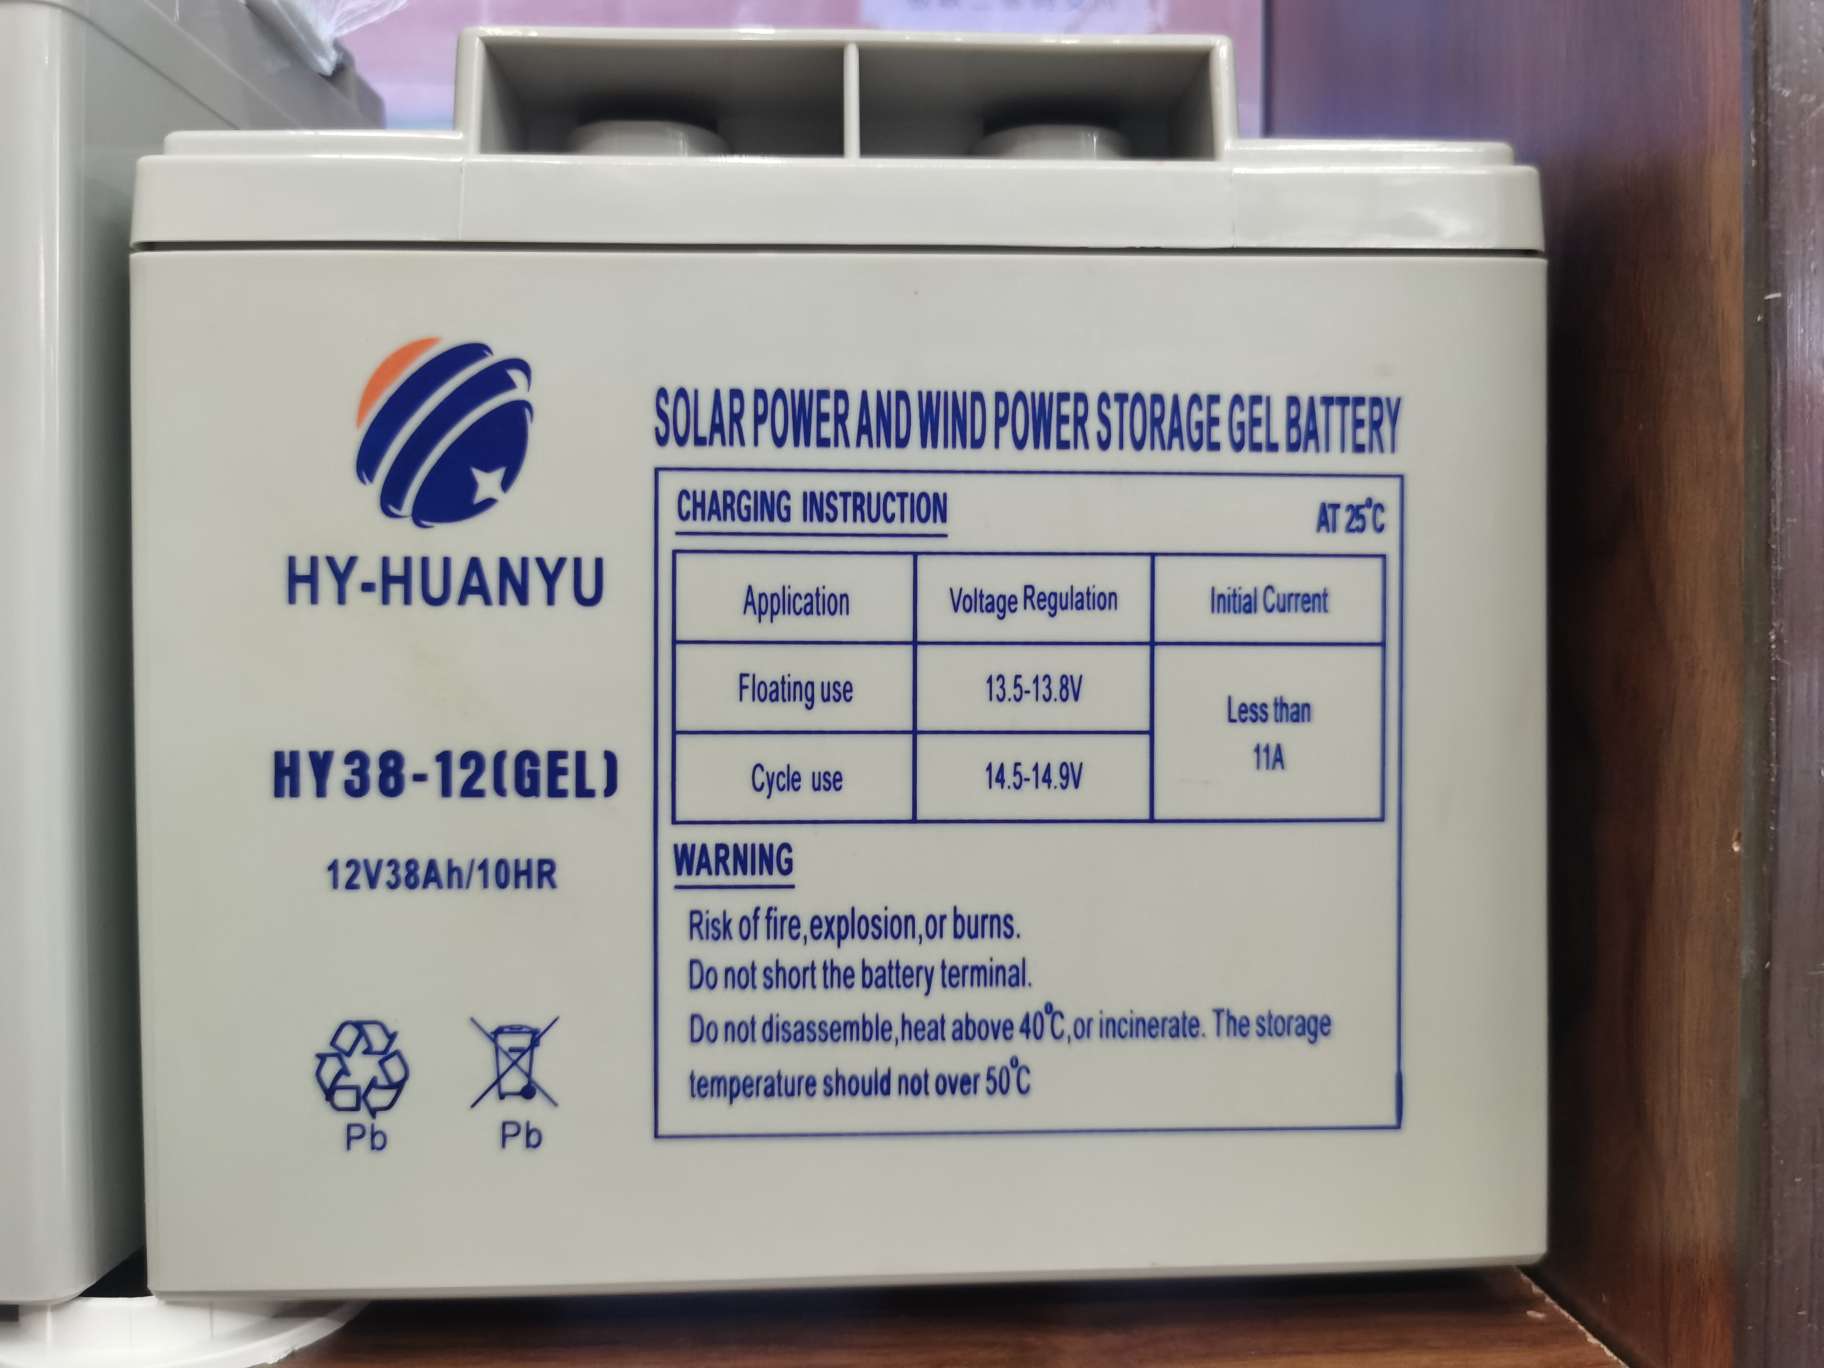 HY-HUANYU
HY38-12(GEL)
12V38Ah/10HR
Pb
Pb
SOLAR POWER AND WIND POWER STORAGE GEL BATTERY
CHARGING INSTRUCTION
AT 25°C
Application
Voltage Regulation
Initial Current
Floating use
13.5-13.8V
Less than
11A
Cycle use
14.5-14.9V
WARNING
Risk of fire,explosion,or burns.
Do not short the battery terminal.
Do not disassemble,heat above 40°C,or incinerate. The storage
temperature should not over 50°C